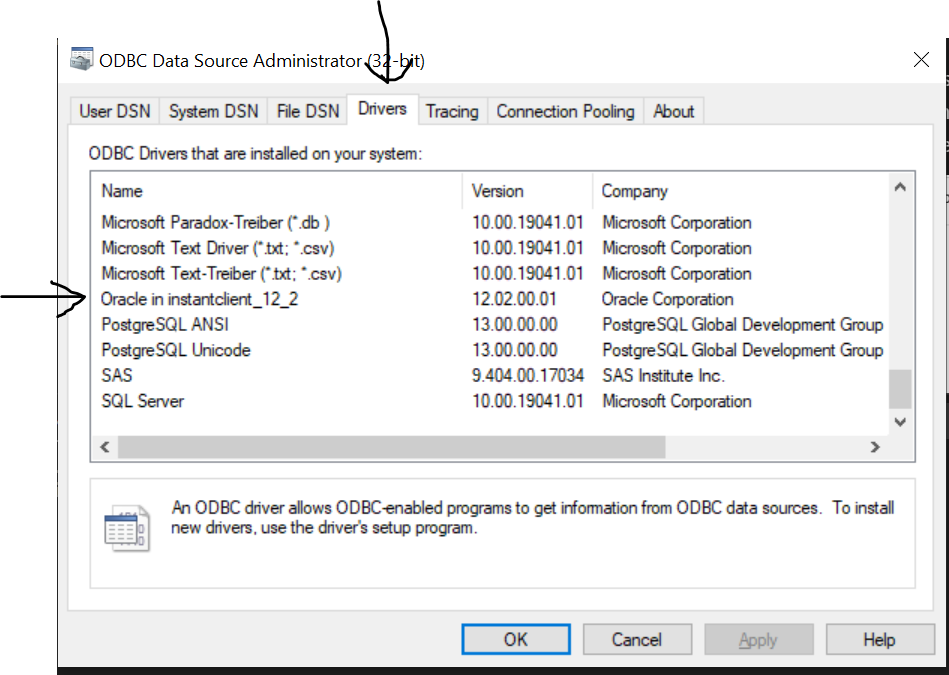 ODBC Data Source Administrator (32-bit)
User DSN System DSN File DSN Drivers Tracing Connection Pooling About
ODBC Drivers that are installed on your system:
Name Version Company
Microsoft Paradox-Treiber (*.db ) 10.00.19041.01 Microsoft Corporation
Microsoft Text Driver (*.txt; *.csv) 10.00.19041.01 Microsoft Corporation
Microsoft Text-Treiber (*.txt; *.csv) 10.00.19041.01 Microsoft Corporation
Oracle in instantclient_12_2 12.02.00.01 Oracle Corporation
PostgreSQL ANSI 13.00.00.00 PostgreSQL Global Development Group
PostgreSQL Unicode 13.00.00.00 PostgreSQL Global Development Group
SAS 9.404.00.17034 SAS Institute Inc.
SQL Server 10.00.19041.01 Microsoft Corporation
An ODBC driver allows ODBC-enabled programs to get information from ODBC data sources. To install
new drivers, use the driver's setup program.
OK Cancel Apply Help